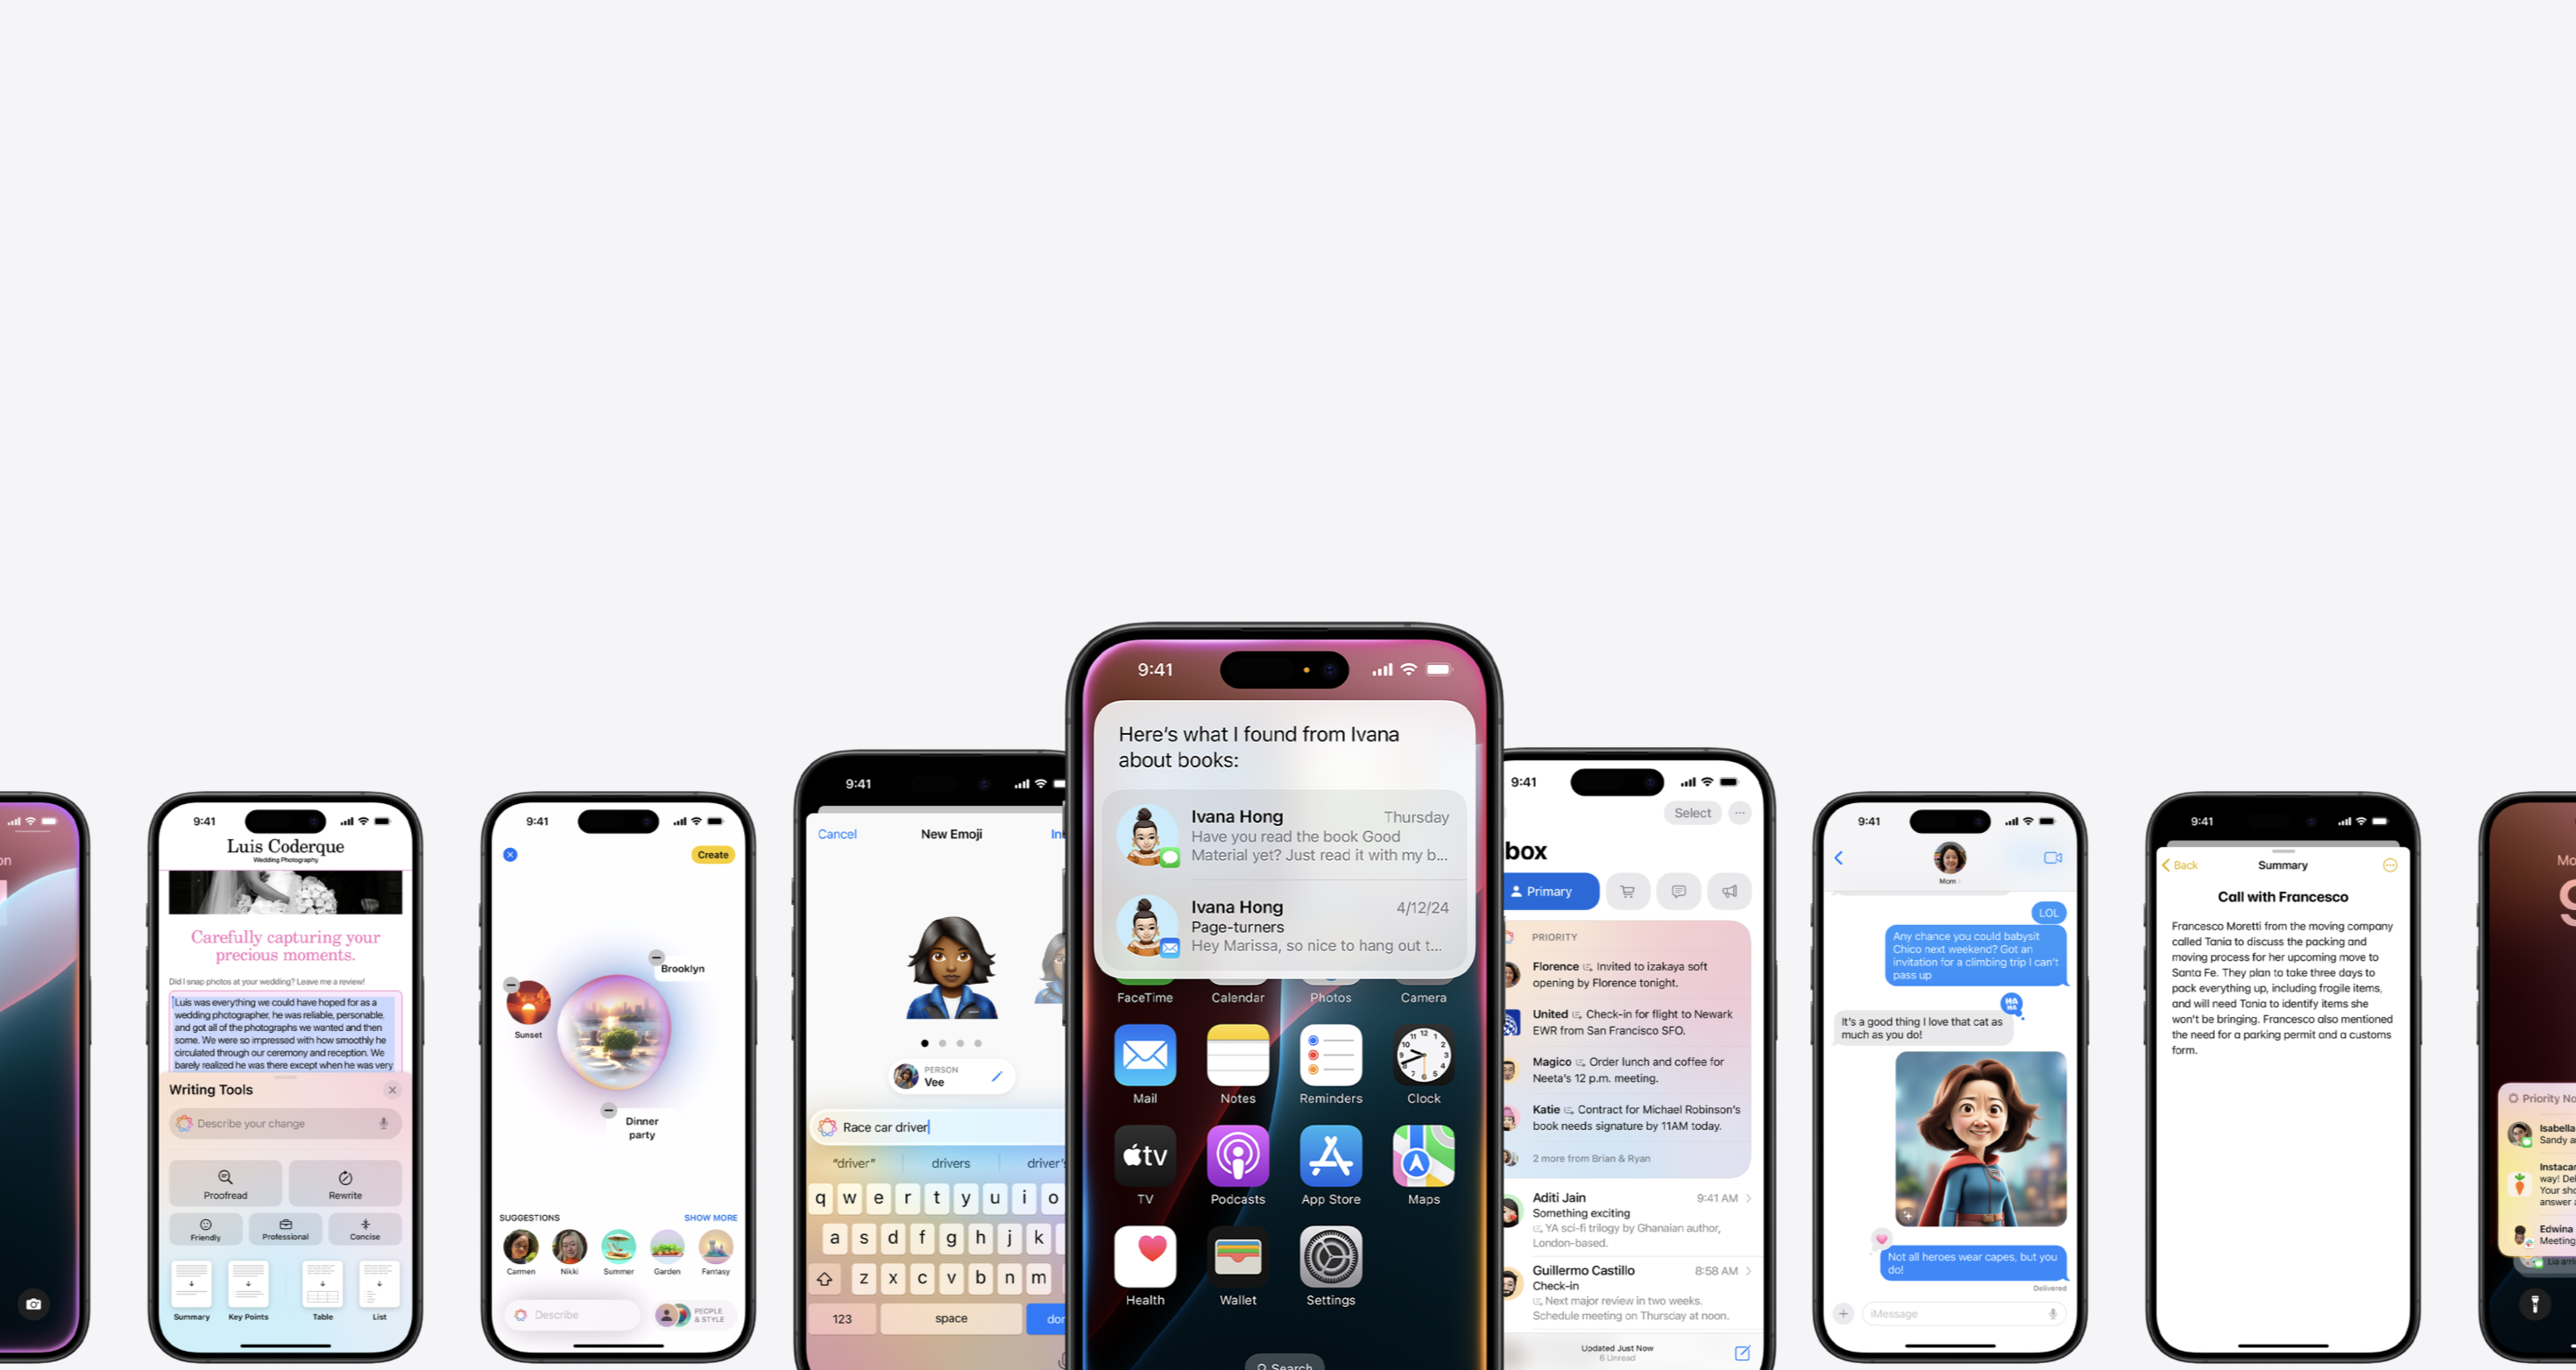 on
9:41
Luis Coderque
Wedding Photography
Carefully capturing your
precious moments.
Did I snap photos at your wedding? Leave me a review!
Luis was everything we could have hoped for as a
wedding photographer, he was reliable, personable,
and got all of the photographs we wanted and then
some. We were so impressed with how smoothly he
circulated through our ceremony and reception. We
barely realized he was there except when he was very
Writing Tools
Describe your change
Proofread Rewrite
Friendly Professional Concise
Summary Key Points Table List
9:41
Create
Brooklyn
Sunset
Dinner
party
SUGGESTIONS SHOW MORE
Carmen Nikki Summer Garden Fantasy
Describe
PEOPLE
& STYLE
9:41
Cancel New Emoji
PERSON
Vee
Race car driver
"driver" drivers driver's
q w e r t y u i o
a s d f g h j k
z x c v b n m
123 space
9:41
Here's what I found from Ivana
about books:
Ivana Hong Thursday
Have you read the book Good
Material yet? Just read it with my b...
Ivana Hong 4/12/24
Page-turners
Hey Marissa, so nice to hang out t...
FaceTime Calendar Photos Camera
Mail Notes Reminders Clock
tv
TV Podcasts App Store Maps
Health Wallet Settings
Search
9:41
Select
box
Primary
PRIORITY
Florence Invited to izakaya soft
opening by Florence tonight.
United Check-in for flight to Newark
EWR from San Francisco SFO.
Magico Order lunch and coffee for
Neeta's 12 p.m. meeting.
Katie Contract for Michael Robinson's
book needs signature by 11AM today.
2 more from Brian & Ryan
Aditi Jain 9:41 AM
Something exciting
YA sci-fi trilogy by Ghanaian author,
London-based.
Guillermo Castillo 8:58 AM
Check-in
Next major review in two weeks.
Schedule meeting on Thursday at noon.
Updated Just Now
6 Unread
9:41
Mom
LOL
Any chance you could babysit
Chico next weekend? Got an
invitation for a climbing trip I can't
pass up
HA
HA
It's a good thing I love that cat as
much as you do!
Not all heroes wear capes, but you
do!
Delivered
iMessage
9:41
Back Summary
Call with Francesco
Francesco Moretti from the moving company
called Tania to discuss the packing and
moving process for her upcoming move to
Santa Fe. They plan to take three days to
pack everything up, including fragile items,
and will need Tania to identify items she
won't be bringing. Francesco also mentioned
the need for a parking permit and a customs
form.
Mo
9
Priority No
Isabella
Sandy a
Instacar
way! Del
Your sho
answer a
Edwina
Meeting